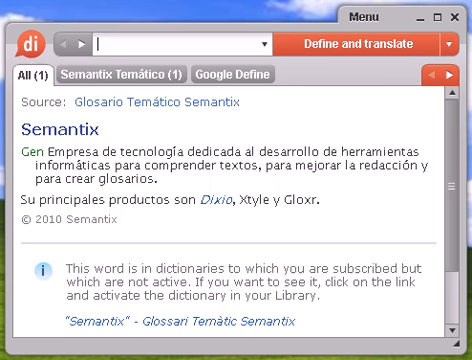 Menu
di
Define and translate
All (1)
Semantix Temático (1)
Google Define
Source: Glosario Temático Semantix
Semantix
Gen Empresa de tecnología dedicada al desarrollo de herramientas
informáticas para comprender textos, para mejorar la redacción y
para crear glosarios.
Su principales productos son Dixio, Xtyle y Gloxr.
© 2010 Semantix
i
This word is in dictionaries to which you are subscribed but
which are not active. If you want to see it, click on the link
and activate the dictionary in your Library.
"Semantix" - Glossari Temàtic Semantix